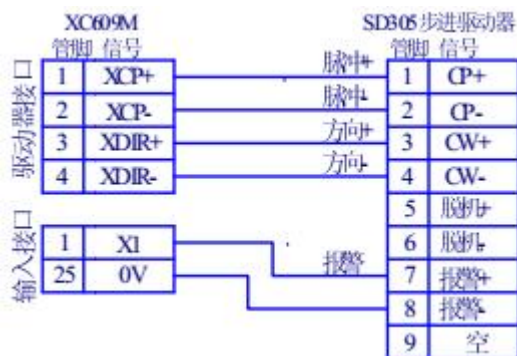 XC609M
SD305步进驱动器
管脚 信号
管脚 信号
驱动器接口
1 XCP+
2 XCP-
3 XDIR+
4 XDIR-
脉冲+
脉冲-
方向+
方向-
输入接口
1 X1
25 0V
报警
1 CP+
2 CP-
3 CW+
4 CW-
5 脱机+
6 脱机-
7 报警+
8 报警-
9 空